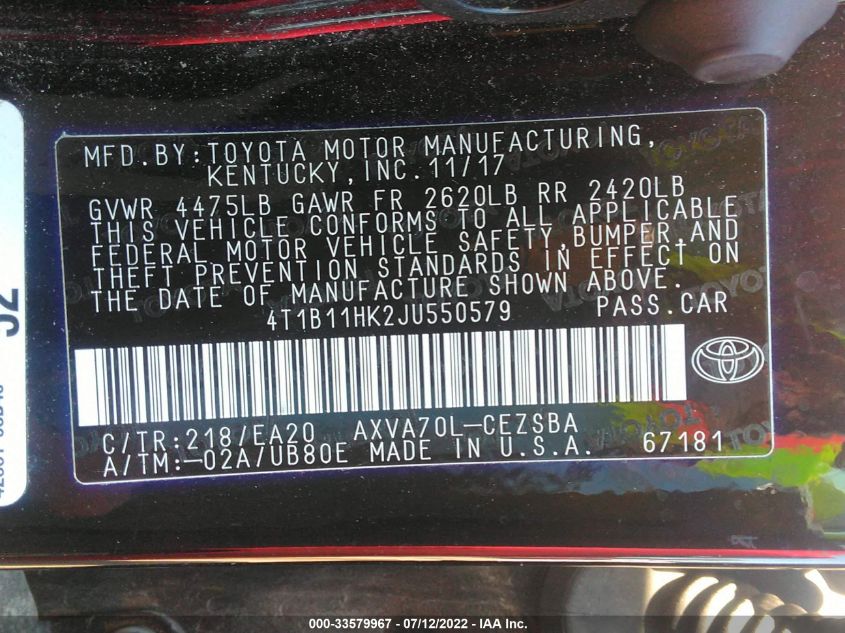 MFD.BY:TOYOTA MOTOR MANUFACTURING,
KENTUCKY,INC.11/17
GVWR 4475LB GAWR FR 2620LB RR 2420LB
THIS VEHICLE CONFORMS TO ALL APPLICABLE
FEDERAL MOTOR VEHICLE SAFETY,BUMPER,AND
THEFT PREVENTION STANDARDS IN EFFECT ON
THE DATE OF MANUFACTURE SHOWN ABOVE.
4T1B11HK2JU550579 PASS.CAR
C/TR:218/EA20 AXVA70L-CEZSBA
A/TM:-02A/UB80E MADE IN U.S.A. 67181
000-33579967 - 07/12/2022 - IAA Inc.